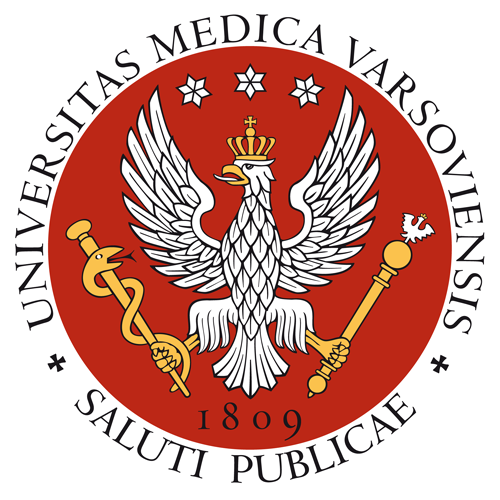 UNIVERSITAS MEDICA VARSOVIENSIS
SALUTI PUBLICAE
1809